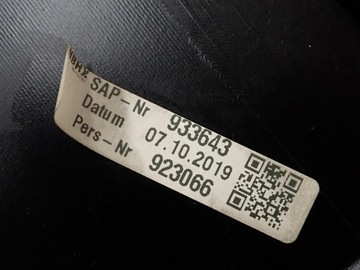 SAP-Nr 933643
Datum 07.10.2019
Pers-Nr 923066